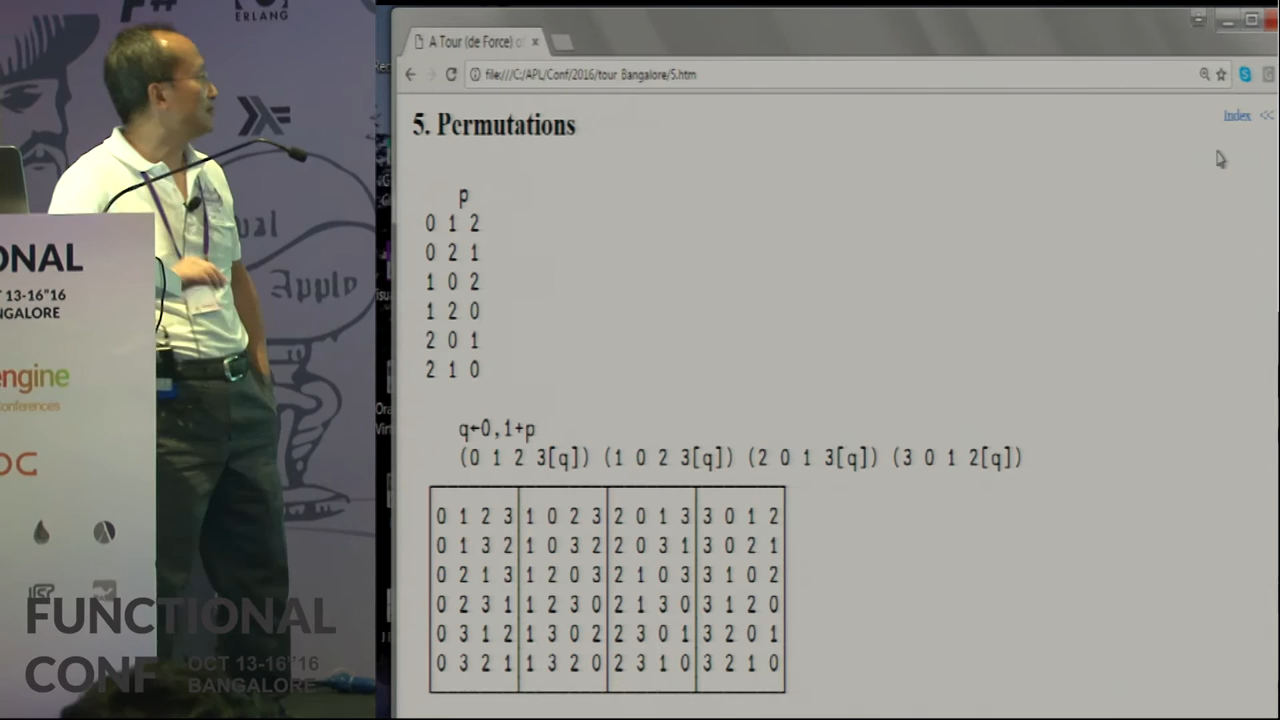 F#
ERLANG
ual
Apply
ONAL
T 13-16"16
NGALORE
engine
Conferences
OC
FUNCTIONAL
CONF
OCT 13-16"16
BANGALORE
A Tour (de Force) o
file:///C:/APL/Conf/2016/tour Bangalore/5.htm
Index <<
5. Permutations
p
0 1 2
0 2 1
1 0 2
1 2 0
2 0 1
2 1 0
q←0,1+p
(0 1 2 3[q]) (1 0 2 3[q]) (2 0 1 3[q]) (3 0 1 2[q])
0 1 2 3 1 0 2 3 2 0 1 3 3 0 1 2
0 1 3 2 1 0 3 2 2 0 3 1 3 0 2 1
0 2 1 3 1 2 0 3 2 1 0 3 3 1 0 2
0 2 3 1 1 2 3 0 2 1 3 0 3 1 2 0
0 3 1 2 1 3 0 2 2 3 0 1 3 2 0 1
0 3 2 1 1 3 2 0 2 3 1 0 3 2 1 0